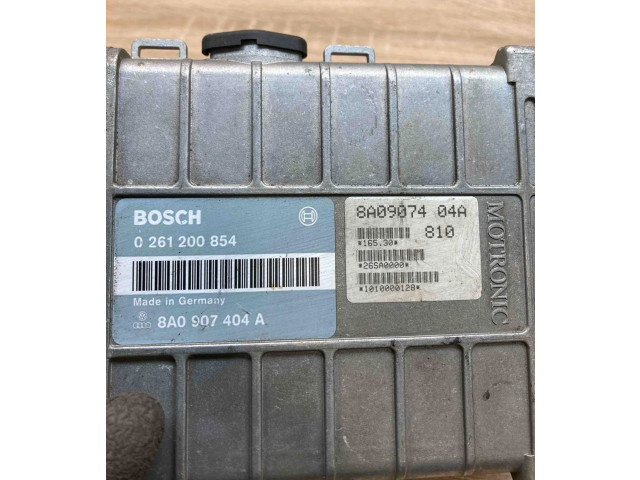 BOSCH
0 261 200 854
Made in Germany
8A0 907 404 A
8A09074 04A
810
*165.30*
*265A0000*
*1010000128*
MOTRONIC